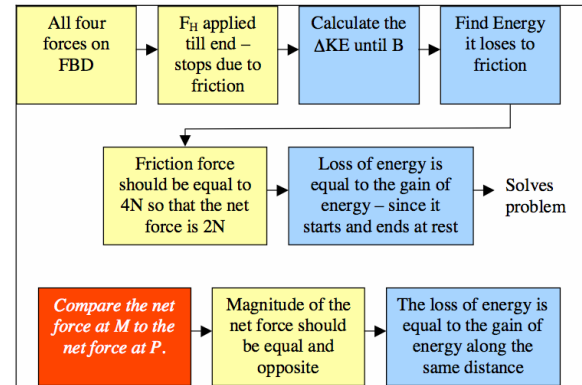 All four
forces on
FBD
F_H applied
till end –
stops due to
friction
Calculate the
ΔKE until B
Find Energy
it loses to
friction
Friction force
should be equal to
4N so that the net
force is 2N
Loss of energy is
equal to the gain of
energy – since it
starts and ends at rest
Solves
problem
Compare the net
force at M to the
net force at P.
Magnitude of the
net force should
be equal and
opposite
The loss of energy is
equal to the gain of
energy along the
same distance